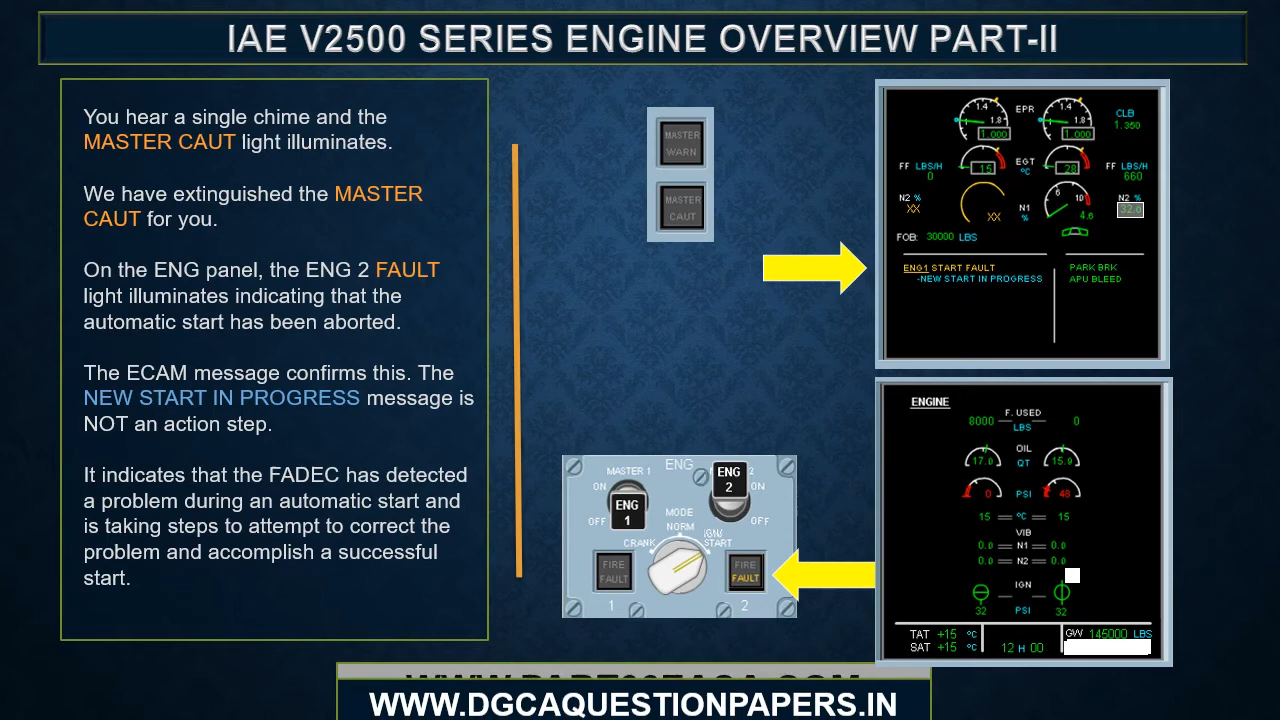 IAE V2500 SERIES ENGINE OVERVIEW PART-II
You hear a single chime and the
MASTER CAUT light illuminates.
We have extinguished the MASTER
CAUT for you.
On the ENG panel, the ENG 2 FAULT
light illuminates indicating that the
automatic start has been aborted.
The ECAM message confirms this. The
NEW START IN PROGRESS message is
NOT an action step.
It indicates that the FADEC has detected
a problem during an automatic start and
is taking steps to attempt to correct the
problem and accomplish a successful
start.
MASTER
WARN
MASTER
CAUT
ENG
MASTER 1
2
ON
ENG
1
OFF
ENG
2
ON
OFF
MODE
NORM
CRANK
IGN/
START
FIRE
FAULT
FIRE
FAULT
1
2
1.4
1.8
1.000
EPR
1.4
1.8
1.000
CLB
1.350
FF LBS/H
0
15
EGT
°C
28
FF LBS/H
660
N2 %
XX
XX
N1
%
6
10
4.6
N2 %
32.0
FOB: 30000 LBS
ENG1 START FAULT
-NEW START IN PROGRESS
PARK BRK
APU BLEED
ENGINE
8000
F. USED
LBS
0
17.0
OIL
QT
15.9
0
PSI
48
15 °C 15
VIB
0.0 N1 0.0
0.0 N2 0.0
IGN
32 PSI 32
TAT +15 °C
SAT +15 °C
12 H 00
GW 145000 LBS
WWW.DGCAQUESTIONPAPERS.IN